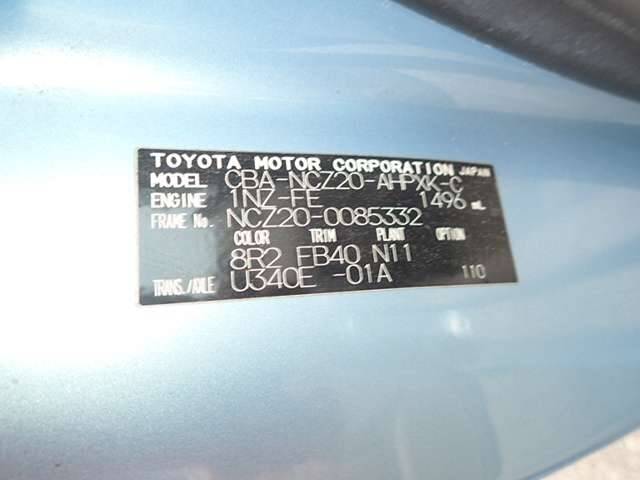 TOYOTA MOTOR CORPORATION JAPAN
MODEL CBA-NCZ20-AHPXK-C
ENGINE 1NZ-FE 1496 mL
FRAME No. NCZ20-0085332
COLOR TRIM PLANT OPTION
8R2 FB40 N11
TRANS./AXLE U340E -01A 110